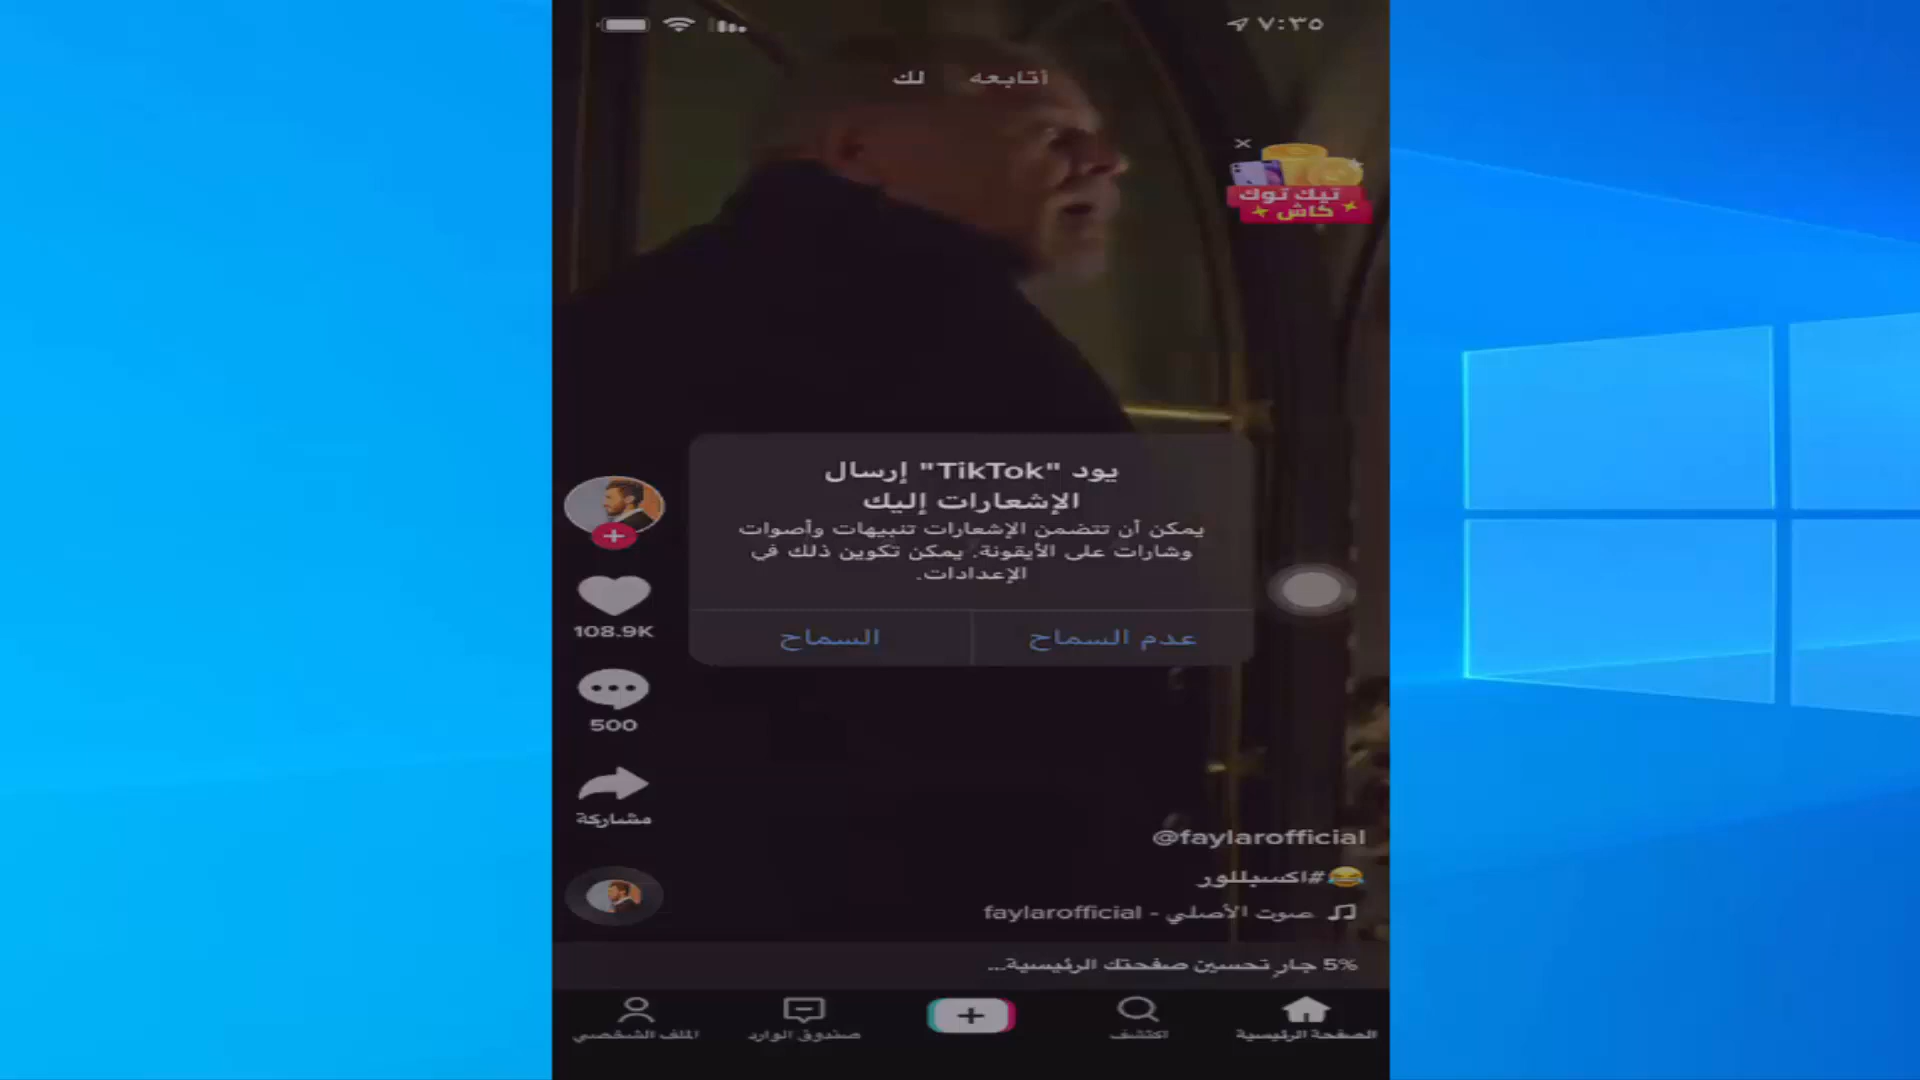 ٧:٣٥
أتابعه لك
تيك توك
كاش
يود "TikTok" إرسال
الإشعارات إليك
يمكن أن تتضمن الإشعارات تنبيهات وأصوات
وشارات على الأيقونة. يمكن تكوين ذلك في
الإعدادات.
عدم السماح
السماح
108.9K
500
مشاركة
@faylarofficial
😂#اكسبللور
صوت الأصلي - faylarofficial
5% جارٍ تحسين صفحتك الرئيسية...
الصفحة الرئيسية
اكتشف
صندوق الوارد
الملف الشخصي